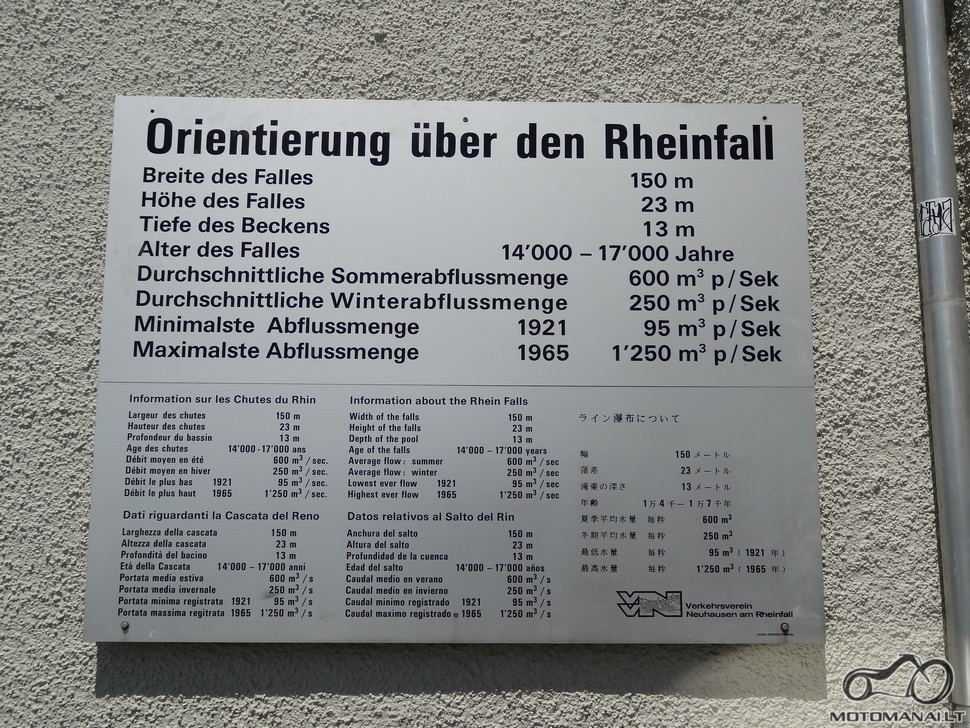 Orientierung über den Rheinfall
Breite des Falles 150 m
Höhe des Falles 23 m
Tiefe des Beckens 13 m
Alter des Falles 14'000 – 17'000 Jahre
Durchschnittliche Sommerabflussmenge 600 m³ p/Sek
Durchschnittliche Winterabflussmenge 250 m³ p/Sek
Minimalste Abflussmenge 1921 95 m³ p/Sek
Maximalste Abflussmenge 1965 1'250 m³ p/Sek
Information sur les Chutes du Rhin
Largeur des chutes 150 m
Hauteur des chutes 23 m
Profondeur du bassin 13 m
Age des chutes 14'000-17'000 ans
Débit moyen en été 600 m³/sec.
Débit moyen en hiver 250 m³/sec.
Débit le plus bas 1921 95 m³/sec.
Débit le plus haut 1965 1'250 m³/sec.
Information about the Rhein Falls
Width of the falls 150 m
Height of the falls 23 m
Depth of the pool 13 m
Age of the falls 14'000 – 17'000 years
Average flow: summer 600 m³/sec
Average flow: winter 250 m³/sec
Lowest ever flow 1921 95 m³/sec
Highest ever flow 1965 1'250 m³/sec
Dati riguardanti la Cascata del Reno
Larghezza della cascata 150 m
Altezza della cascata 23 m
Profondità del bacino 13 m
Età della Cascata 14'000 – 17'000 anni
Portata media estiva 600 m³/s
Portata media invernale 250 m³/s
Portata minima registrata 1921 95 m³/s
Portata massima regitrata 1965 1'250 m³/s
Datos relativos al Salto del Rin
Anchura del salto 150 m
Altura del salto 23 m
Profundidad de la cuenca 13 m
Edad del salto 14'000 – 17'000 años
Caudal medio en verano 600 m³/s
Caudal medio en invierno 250 m³/s
Caudal mínimo registrado 1921 95 m³/s
Caudal maximo registrado 1965 1'250 m³/s
ライン瀑布について
幅 150 メートル
落差 23 メートル
滝壷の深さ 13 メートル
年齢 1万4千-1万7千年
夏季平均水量 毎秒 600 m³
冬期平均水量 毎秒 250 m³
最低水量 毎秒 95 m³ (1921 年)
最高水量 毎秒 1'250 m³ (1965 年)
VVN Verkehrsverein
Neuhausen am Rheinfall
MOTOMANAI.LT